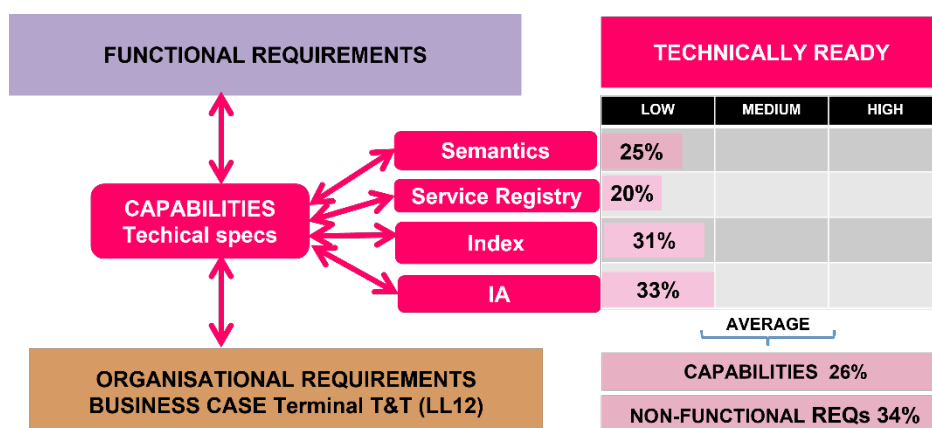 FUNCTIONAL REQUIREMENTS
TECHNICALLY READY
LOW MEDIUM HIGH
Semantics 25%
Service Registry 20%
CAPABILITIES
Techical specs
Index 31%
IA 33%
AVERAGE
ORGANISATIONAL REQUIREMENTS
BUSINESS CASE Terminal T&T (LL12)
CAPABILITIES 26%
NON-FUNCTIONAL REQs 34%